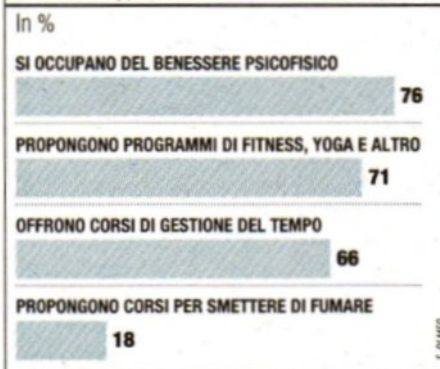 In %
SI OCCUPANO DEL BENESSERE PSICOFISICO
76
PROPONGONO PROGRAMMI DI FITNESS, YOGA E ALTRO
71
OFFRONO CORSI DI GESTIONE DEL TEMPO
66
PROPONGONO CORSI PER SMETTERE DI FUMARE
18